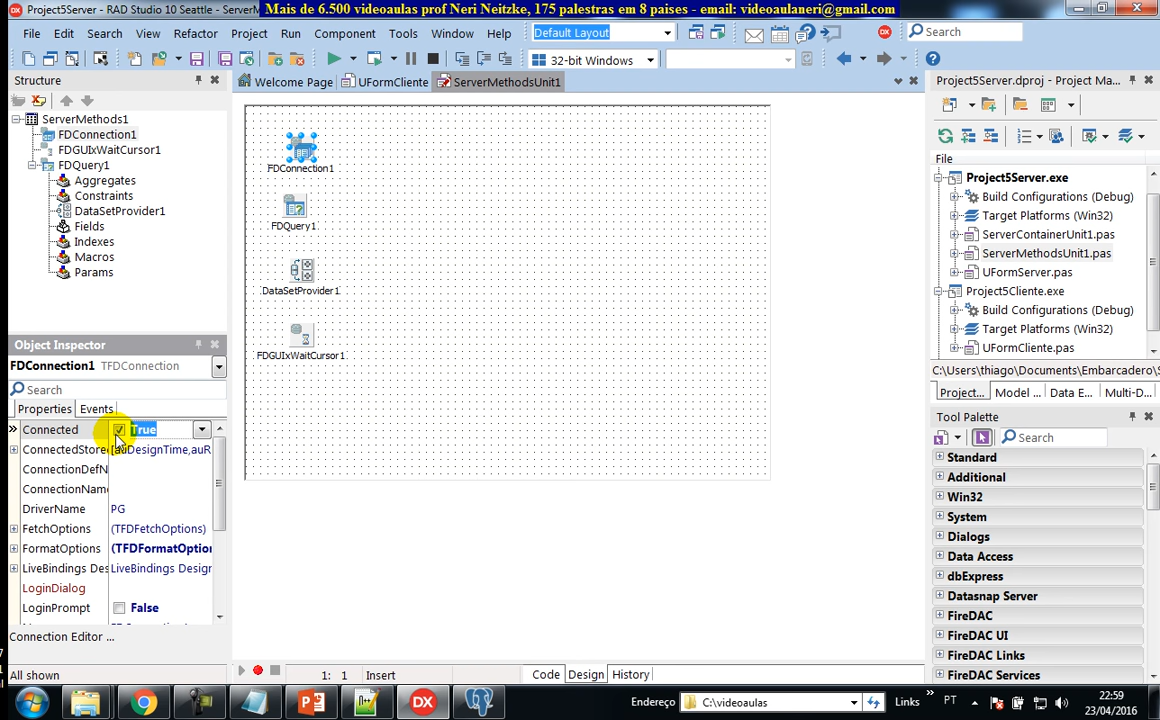 Project5Server - RAD Studio 10 Seattle - ServerM
Mais de 6.500 videoaulas prof Neri Neitzke, 175 palestras em 8 paises - email: videoaulaneri@gmail.com
File Edit Search View Refactor Project Run Component Tools Window Help
Default Layout
Search
32-bit Windows
Structure
Welcome Page
UFormCliente
ServerMethodsUnit1
Project5Server.dproj - Project Ma...
ServerMethods1
FDConnection1
FDGUIxWaitCursor1
FDQuery1
Aggregates
Constraints
DataSetProvider1
Fields
Indexes
Macros
Params
FDConnection1
FDQuery1
DataSetProvider1
FDGUIxWaitCursor1
File
Project5Server.exe
Build Configurations (Debug)
Target Platforms (Win32)
ServerContainerUnit1.pas
ServerMethodsUnit1.pas
UFormServer.pas
Project5Cliente.exe
Build Configurations (Debug)
Target Platforms (Win32)
UFormCliente.pas
C:\Users\thiago\Documents\Embarcadero\S
Project... Model ... Data E... Multi-D...
Object Inspector
FDConnection1 TFDConnection
Search
Properties Events
Connected True
ConnectedStored [auDesignTime,auR
ConnectionDefN
ConnectionName
DriverName PG
FetchOptions (TFDFetchOptions)
FormatOptions (TFDFormatOption
LiveBindings Des LiveBindings Design
LoginDialog
LoginPrompt False
Connection Editor ...
All shown
Tool Palette
Search
Standard
Additional
Win32
System
Dialogs
Data Access
dbExpress
Datasnap Server
FireDAC
FireDAC UI
FireDAC Links
FireDAC Services
1: 1 Insert
Code Design History
DX
Endereço C:\videoaulas
Links
PT
22:59
23/04/2016